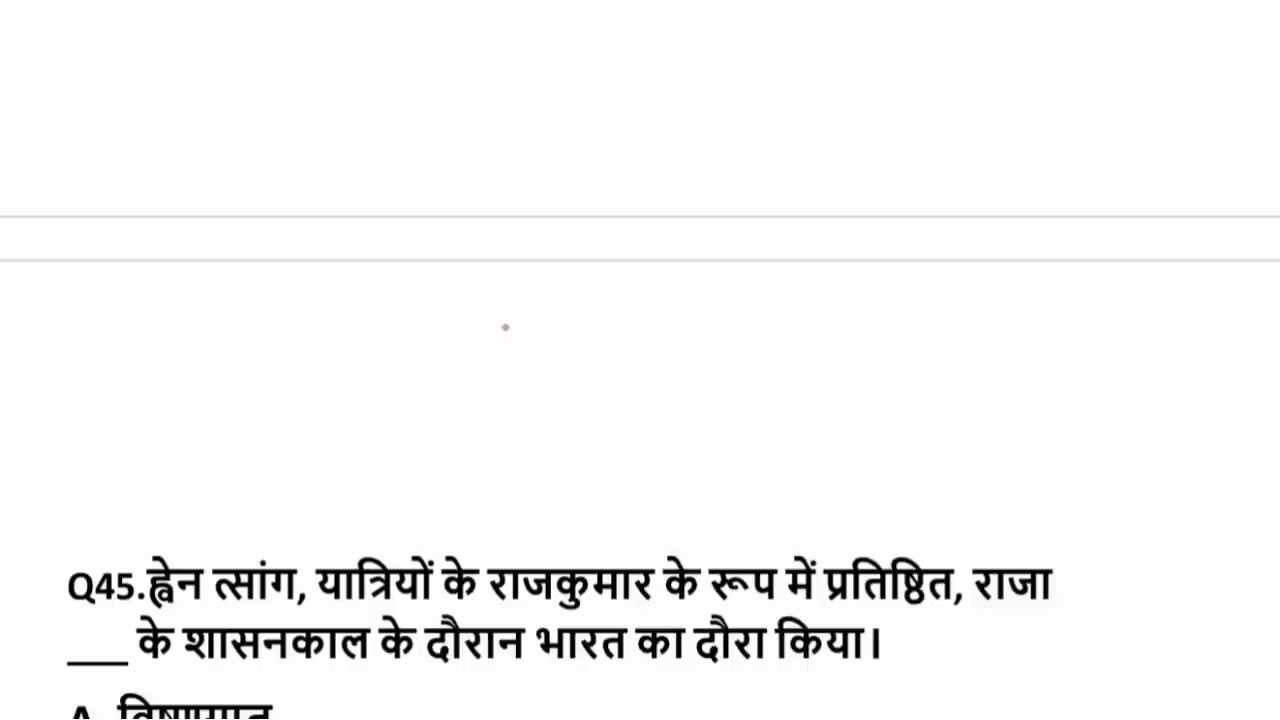 Q45.ह्वेन त्सांग, यात्रियों के राजकुमार के रूप में प्रतिष्ठित, राजा
___ के शासनकाल के दौरान भारत का दौरा किया।
A.